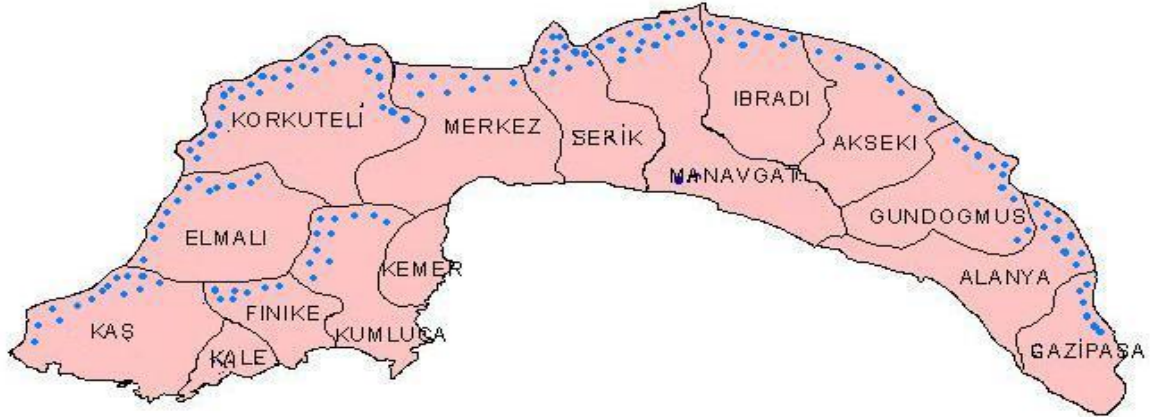 KORKUTELİ
MERKEZ
SERİK
IBRADI
AKSEKI
MANAVGAT
GUNDOGMUS
ELMALI
KEMER
ALANYA
KAŞ
FINIKE
KUMLUCA
KALE
GAZİPAŞA